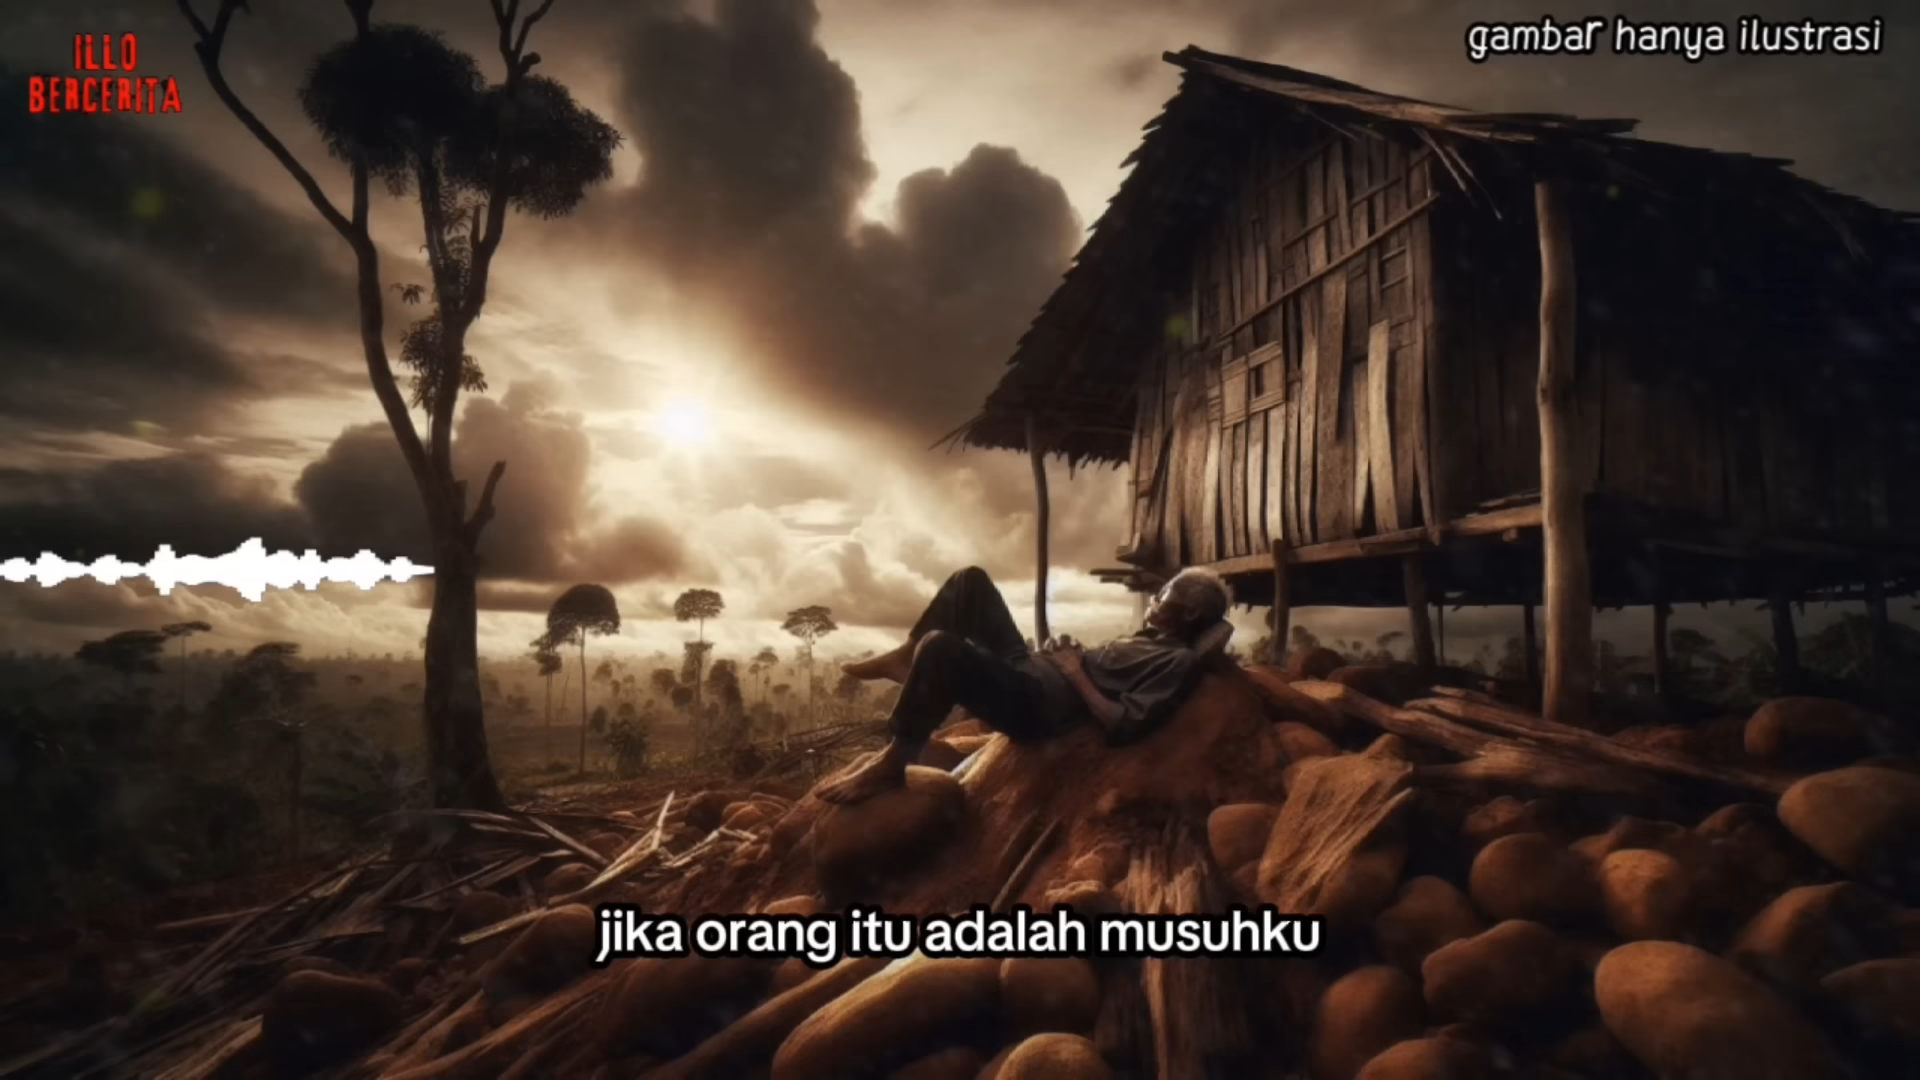 ILLO
BERCERITA
gambar hanya ilustrasi
jika orang itu adalah musuhku